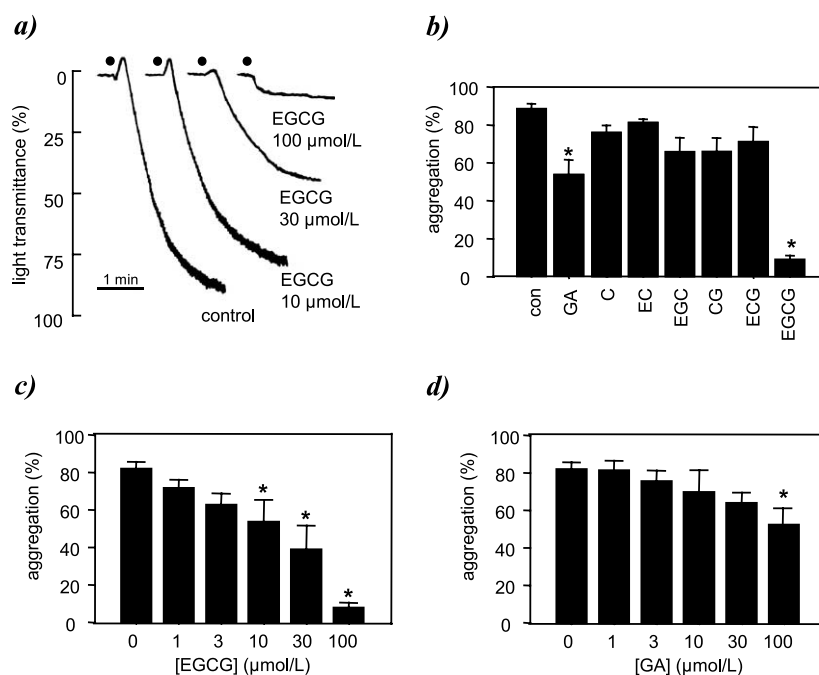 a)
0
25
50
75
100
light transmittance (%)
1 min
EGCG
100 μmol/L
EGCG
30 μmol/L
EGCG
10 μmol/L
control
b)
100
80
60
40
20
0
aggregation (%)
*
*
con
GA
C
EC
EGC
CG
ECG
EGCG
c)
100
80
60
40
20
0
aggregation (%)
*
*
*
0 1 3 10 30 100
[EGCG] (μmol/L)
d)
100
80
60
40
20
0
aggregation (%)
*
0 1 3 10 30 100
[GA] (μmol/L)